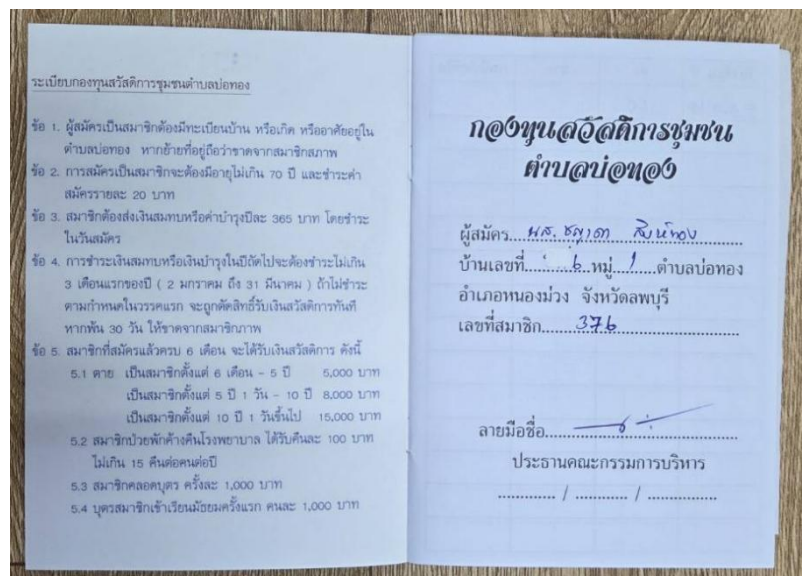 ระเบียบกองทุนสวัสดิการชุมชนตำบลบ่อทอง
ข้อ 1. ผู้สมัครเป็นสมาชิกต้องมีทะเบียนบ้าน หรือเกิด หรืออาศัยอยู่ใน
ตำบลบ่อทอง หากย้ายที่อยู่ถือว่าขาดจากสมาชิกสภาพ
ข้อ 2. การสมัครเป็นสมาชิกจะต้องมีอายุไม่เกิน 70 ปี และชำระค่า
สมัครรายละ 20 บาท
ข้อ 3. สมาชิกต้องส่งเงินสมทบหรือค่าบำรุงปีละ 365 บาท โดยชำระ
ในวันสมัคร
ข้อ 4. การชำระเงินสมทบหรือเงินบำรุงในปีถัดไปจะต้องชำระไม่เกิน
3 เดือนแรกของปี ( 2 มกราคม ถึง 31 มีนาคม ) ถ้าไม่ชำระ
ตามกำหนดในวรรคแรก จะถูกตัดสิทธิ์รับเงินสวัสดิการทันที
หากพ้น 30 วัน ให้ขาดจากสมาชิกภาพ
ข้อ 5. สมาชิกที่สมัครแล้วครบ 6 เดือน จะได้รับเงินสวัสดิการ ดังนี้
5.1 ตาย เป็นสมาชิกตั้งแต่ 6 เดือน - 5 ปี 5,000 บาท
เป็นสมาชิกตั้งแต่ 5 ปี 1 วัน - 10 ปี 8,000 บาท
เป็นสมาชิกตั้งแต่ 10 ปี 1 วันขึ้นไป 15,000 บาท
5.2 สมาชิกป่วยพักค้างคืนโรงพยาบาล ได้รับคืนละ 100 บาท
ไม่เกิน 15 คืนต่อคนต่อปี
5.3 สมาชิกคลอดบุตร ครั้งละ 1,000 บาท
5.4 บุตรสมาชิกเข้าเรียนมัธยมครั้งแรก คนละ 1,000 บาท
กองทุนสวัสดิการชุมชน
ตำบลบ่อทอง
ผู้สมัคร... นส. ชญาดา สิงห์ทอง
บ้านเลขที่...... 6...หมู่...1....ตำบลบ่อทอง
อำเภอหนองม่วง จังหวัดลพบุรี
เลขที่สมาชิก......376......
ลายมือชื่อ......
ประธานคณะกรรมการบริหาร
............. / ............ / ................